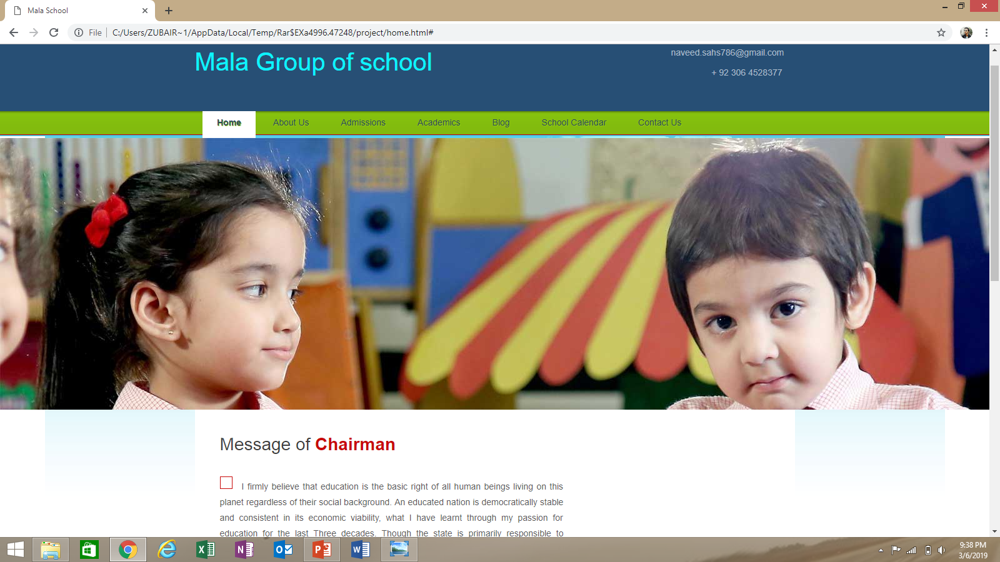 Mala School
File
C:/Users/ZUBAIR~1/AppData/Local/Temp/Rar$EXa4996.47248/project/home.html#
Mala Group of school
naveed.sahs786@gmail.com
+ 92 306 4528377
Home About Us Admissions Academics Blog School Calendar Contact Us
Message of Chairman
I firmly believe that education is the basic right of all human beings living on this
planet regardless of their social background. An educated nation is democratically stable
and consistent in its economic viability, what I have learnt through my passion for
education for the last Three decades. Though the state is primarily responsible to
9:38 PM
3/6/2019